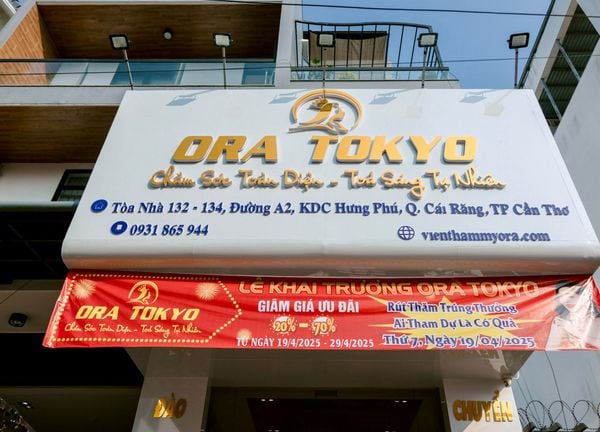 ORA TOKYO
Chăm Sóc Toàn Diện - Toả Sáng Tự Nhiên
Tòa Nhà 132 - 134, Đường A2, KDC Hưng Phú, Q. Cái Răng, TP Cần Thơ
0931 865 944
vienthammyora.com
ORA TOKYO
Chăm Sóc Toàn Diện - Toả Sáng Tự Nhiên
LỄ KHAI TRƯƠNG ORA TOKYO
GIẢM GIÁ ƯU ĐÃI
20% - 70%
TỪ NGÀY 19/4/2025 - 29/4/2025
Rút Thăm Trúng Thưởng
Ai Tham Dự Là Có Quà
Thứ 7, Ngày 19/04/2025
ĐÀO
CHUYỂN